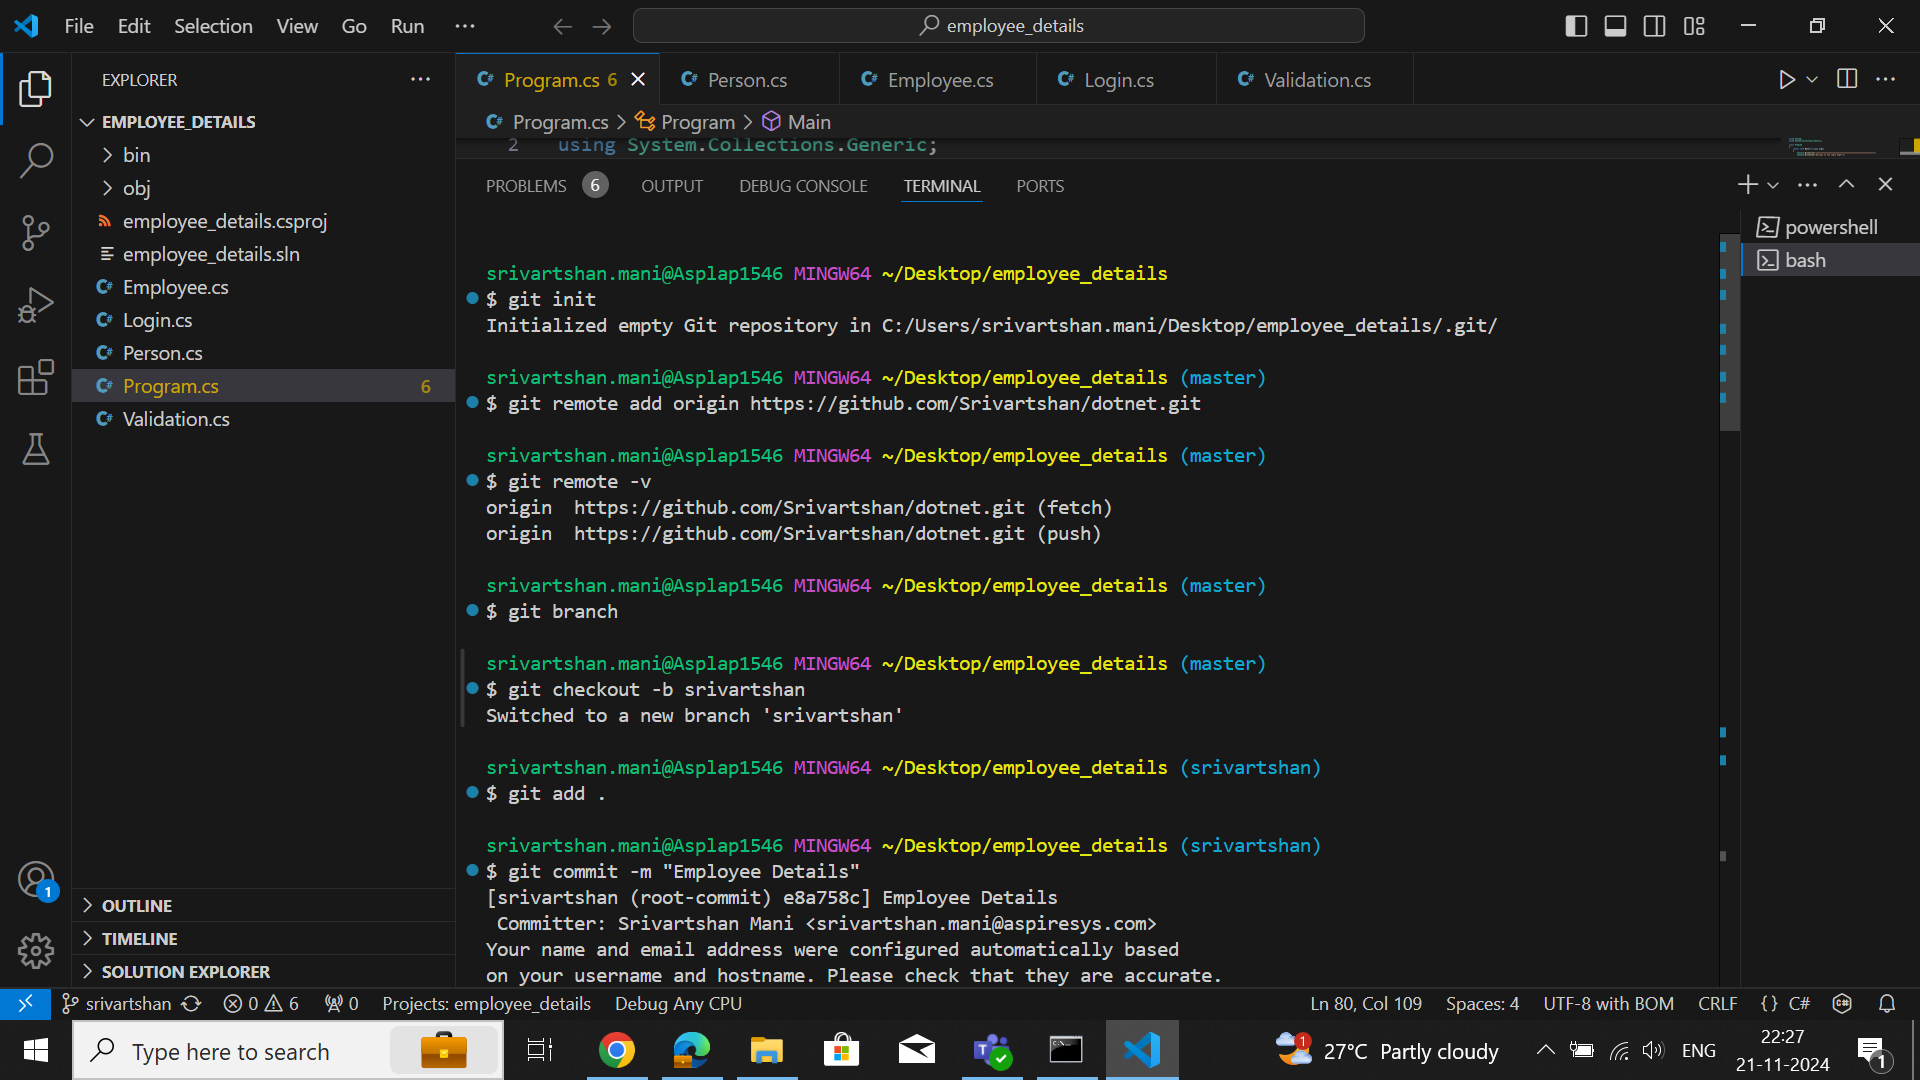 File Edit Selection View Go Run ···
employee_details
EXPLORER
EMPLOYEE_DETAILS
bin
obj
employee_details.csproj
employee_details.sln
Employee.cs
Login.cs
Person.cs
Program.cs 6
Validation.cs
OUTLINE
TIMELINE
SOLUTION EXPLORER
Program.cs 6 Person.cs Employee.cs Login.cs Validation.cs
Program.cs > Program > Main
2 using System.Collections.Generic;
PROBLEMS 6 OUTPUT DEBUG CONSOLE TERMINAL PORTS
powershell
bash
srivartshan.mani@Asplap1546 MINGW64 ~/Desktop/employee_details
$ git init
Initialized empty Git repository in C:/Users/srivartshan.mani/Desktop/employee_details/.git/
srivartshan.mani@Asplap1546 MINGW64 ~/Desktop/employee_details (master)
$ git remote add origin https://github.com/Srivartshan/dotnet.git
srivartshan.mani@Asplap1546 MINGW64 ~/Desktop/employee_details (master)
$ git remote -v
origin  https://github.com/Srivartshan/dotnet.git (fetch)
origin  https://github.com/Srivartshan/dotnet.git (push)
srivartshan.mani@Asplap1546 MINGW64 ~/Desktop/employee_details (master)
$ git branch
srivartshan.mani@Asplap1546 MINGW64 ~/Desktop/employee_details (master)
$ git checkout -b srivartshan
Switched to a new branch 'srivartshan'
srivartshan.mani@Asplap1546 MINGW64 ~/Desktop/employee_details (srivartshan)
$ git add .
srivartshan.mani@Asplap1546 MINGW64 ~/Desktop/employee_details (srivartshan)
$ git commit -m "Employee Details"
[srivartshan (root-commit) e8a758c] Employee Details
Committer: Srivartshan Mani <srivartshan.mani@aspiresys.com>
Your name and email address were configured automatically based
on your username and hostname. Please check that they are accurate.
1
srivartshan 0 6 0 Projects: employee_details Debug Any CPU Ln 80, Col 109 Spaces: 4 UTF-8 with BOM CRLF {} C#
Type here to search
1 27°C Partly cloudy ENG
22:27
21-11-2024
1